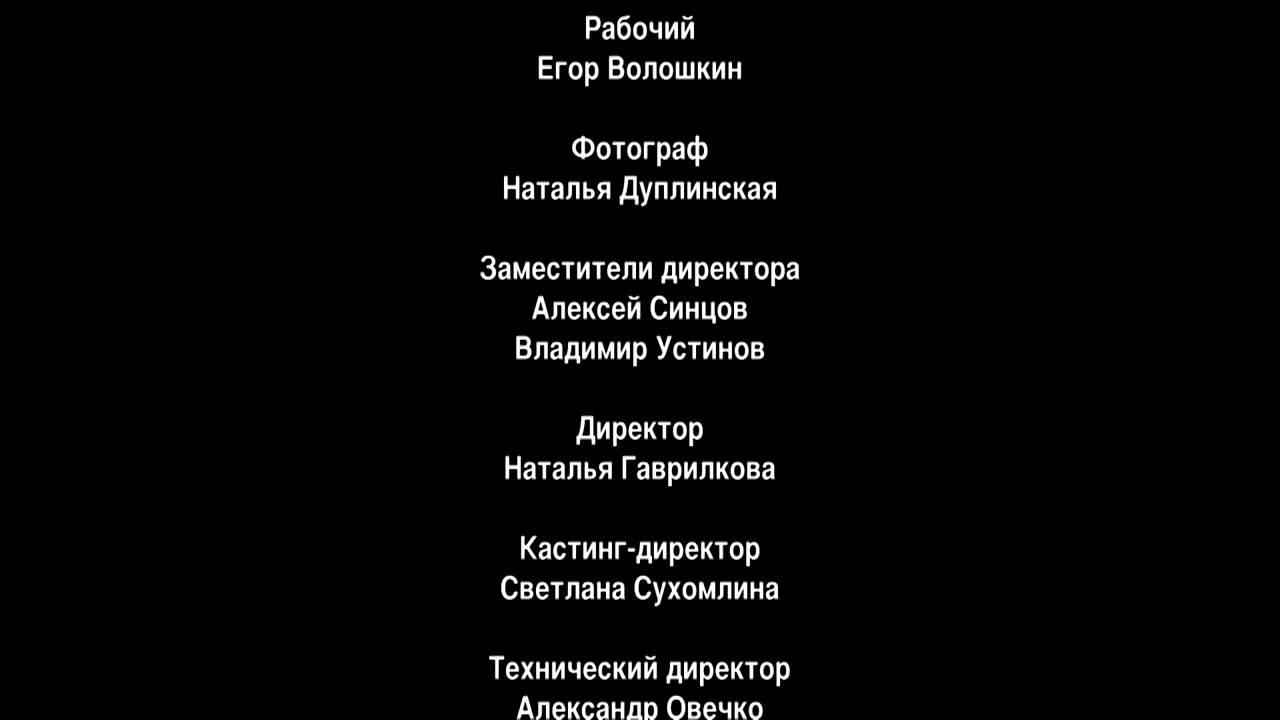 Рабочий
Егор Волошкин
Фотограф
Наталья Дуплинская
Заместители директора
Алексей Синцов
Владимир Устинов
Директор
Наталья Гаврилкова
Кастинг-директор
Светлана Сухомлина
Технический директор
Александр Овечко